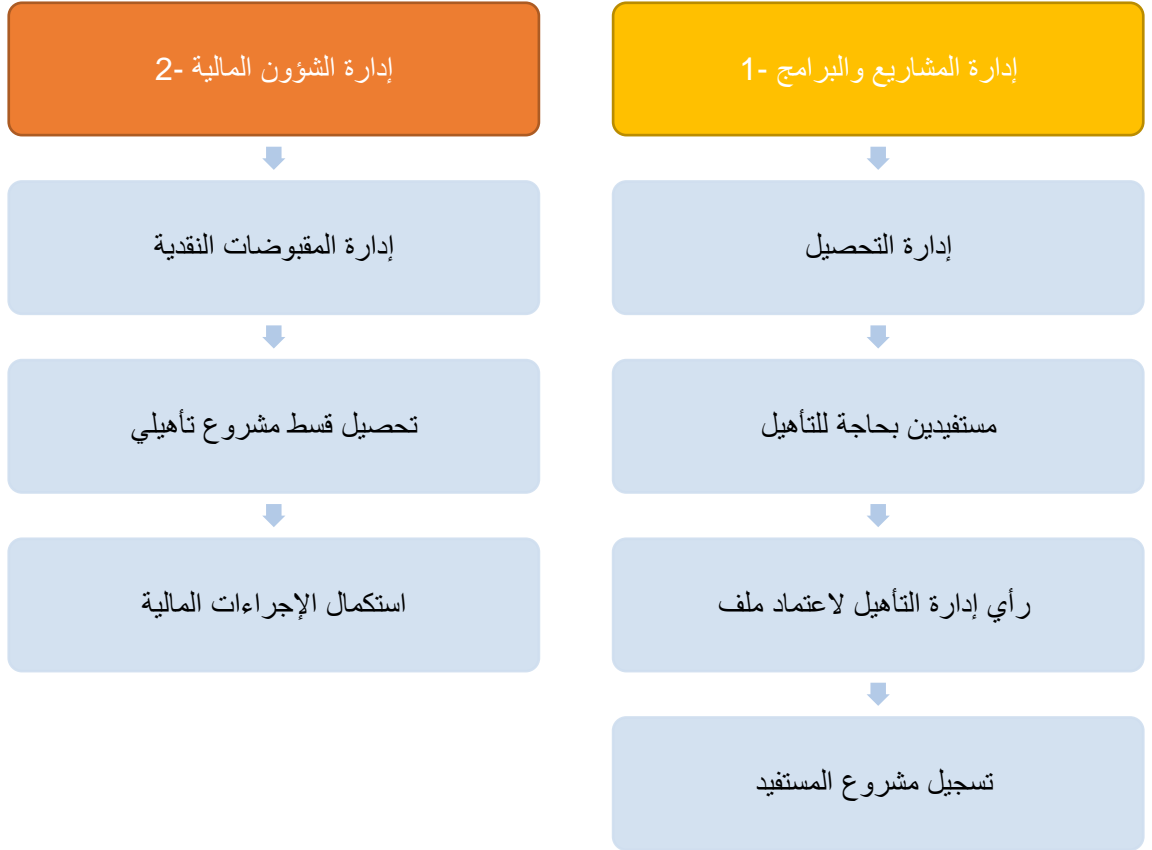 إدارة المشاريع والبرامج -1
إدارة التحصيل
مستفيدين بحاجة للتأهيل
رأي إدارة التأهيل لاعتماد ملف
تسجيل مشروع المستفيد
إدارة الشؤون المالية -2
إدارة المقبوضات النقدية
تحصيل قسط مشروع تأهيلي
استكمال الإجراءات المالية